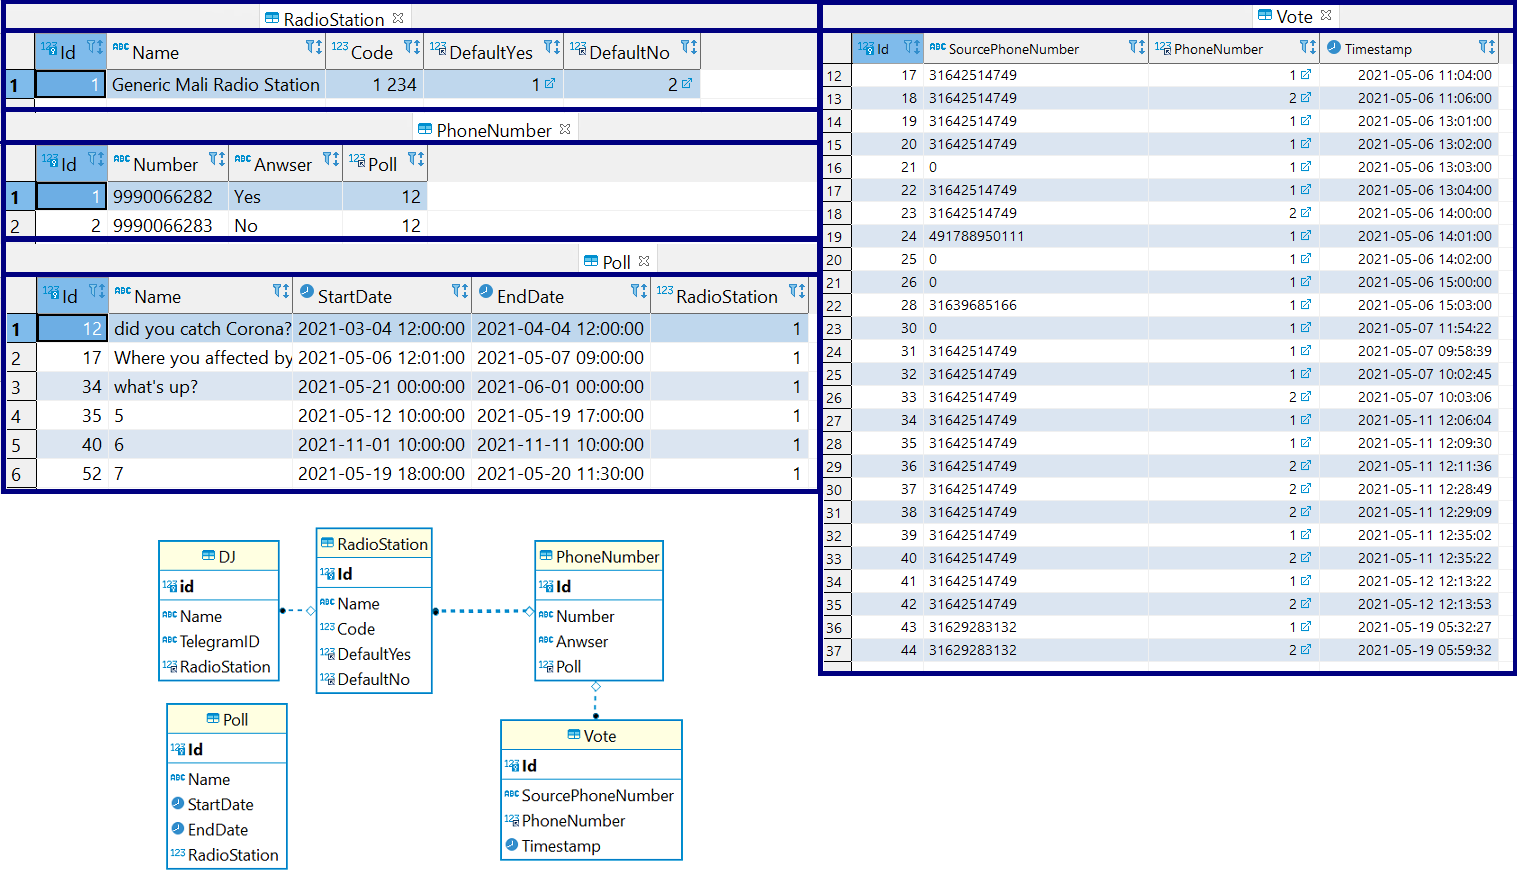 RadioStation
Id Name Code DefaultYes DefaultNo
1 1 Generic Mali Radio Station 1 234 1 2
PhoneNumber
Id Number Anwser Poll
1 1 9990066282 Yes 12
2 2 9990066283 No 12
Poll
Id Name StartDate EndDate RadioStation
1 12 did you catch Corona? 2021-03-04 12:00:00 2021-04-04 12:00:00 1
2 17 Where you affected by 2021-05-06 12:01:00 2021-05-07 09:00:00 1
3 34 what's up? 2021-05-21 00:00:00 2021-06-01 00:00:00 1
4 35 5 2021-05-12 10:00:00 2021-05-19 17:00:00 1
5 40 6 2021-11-01 10:00:00 2021-11-11 10:00:00 1
6 52 7 2021-05-19 18:00:00 2021-05-20 11:30:00 1
Vote
Id SourcePhoneNumber PhoneNumber Timestamp
12 17 31642514749 1 2021-05-06 11:04:00
13 18 31642514749 2 2021-05-06 11:06:00
14 19 31642514749 1 2021-05-06 13:01:00
15 20 31642514749 1 2021-05-06 13:02:00
16 21 0 1 2021-05-06 13:03:00
17 22 31642514749 1 2021-05-06 13:04:00
18 23 31642514749 2 2021-05-06 14:00:00
19 24 491788950111 1 2021-05-06 14:01:00
20 25 0 1 2021-05-06 14:02:00
21 26 0 1 2021-05-06 15:00:00
22 28 31639685166 1 2021-05-06 15:03:00
23 30 0 1 2021-05-07 11:54:22
24 31 31642514749 1 2021-05-07 09:58:39
25 32 31642514749 1 2021-05-07 10:02:45
26 33 31642514749 2 2021-05-07 10:03:06
27 34 31642514749 1 2021-05-11 12:06:04
28 35 31642514749 1 2021-05-11 12:09:30
29 36 31642514749 2 2021-05-11 12:11:36
30 37 31642514749 2 2021-05-11 12:28:49
31 38 31642514749 2 2021-05-11 12:29:09
32 39 31642514749 1 2021-05-11 12:35:02
33 40 31642514749 2 2021-05-11 12:35:22
34 41 31642514749 1 2021-05-12 12:13:22
35 42 31642514749 2 2021-05-12 12:13:53
36 43 31629283132 1 2021-05-19 05:32:27
37 44 31629283132 2 2021-05-19 05:59:32
DJ
id
Name
TelegramID
RadioStation
RadioStation
Id
Name
Code
DefaultYes
DefaultNo
PhoneNumber
Id
Number
Anwser
Poll
Poll
Id
Name
StartDate
EndDate
RadioStation
Vote
Id
SourcePhoneNumber
PhoneNumber
Timestamp